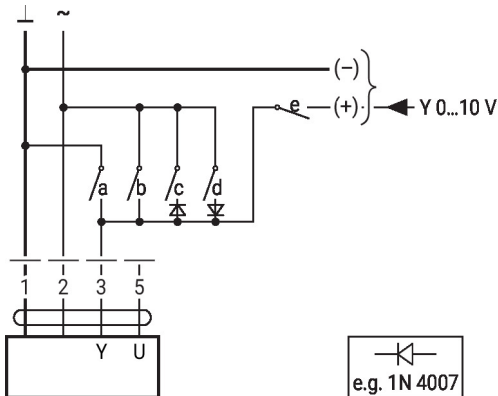 ⊥ ~
(–)
e (+) Y 0...10 V
a b c d
1 2 3 5
Y U
e.g. 1N 4007